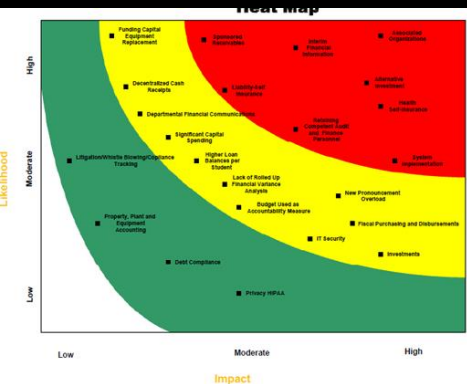 Heat Map
Funding Capital
Equipment
Replacement
Sponsored
Receivables
Interim
Financial
Information
Associated
Organizations
High
Decentralized Cash
Receipts
Liability-Self
Insurance
Alternative
Investment
Health
Self-Insurance
Departmental Financial Communications
Significant Capital
Spending
Retaining
Competent Audit
and Finance
Personnel
Likelihood
Moderate
Litigation/Whistle Blowing/Copliance
Tracking
Higher Loan
Balances per
Student
System
Implementation
Lack of Rolled Up
Financial Variance
Analysis
New Pronouncement
Overload
Budget Used as
Accountability Measure
Property, Plant and
Equipment
Accounting
Fiscal Purchasing and Disbursements
IT Security
Investments
Debt Compliance
Low
Privacy HIPAA
Low
Moderate
High
Impact